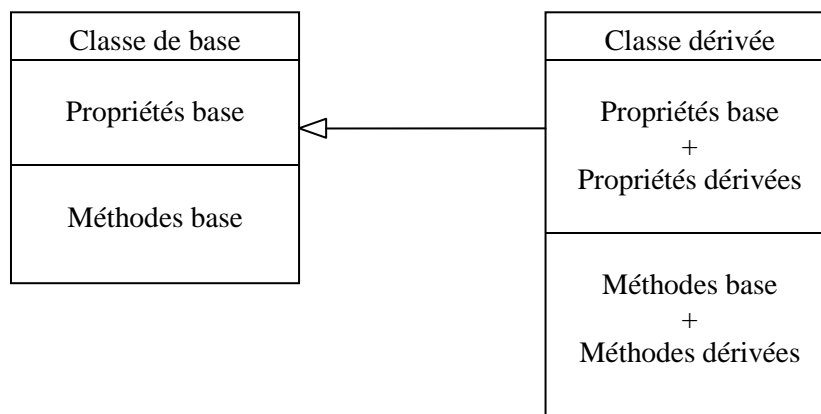 Classe de base
Propriétés base
Méthodes base
Classe dérivée
Propriétés base
+
Propriétés dérivées
Méthodes base
+
Méthodes dérivées